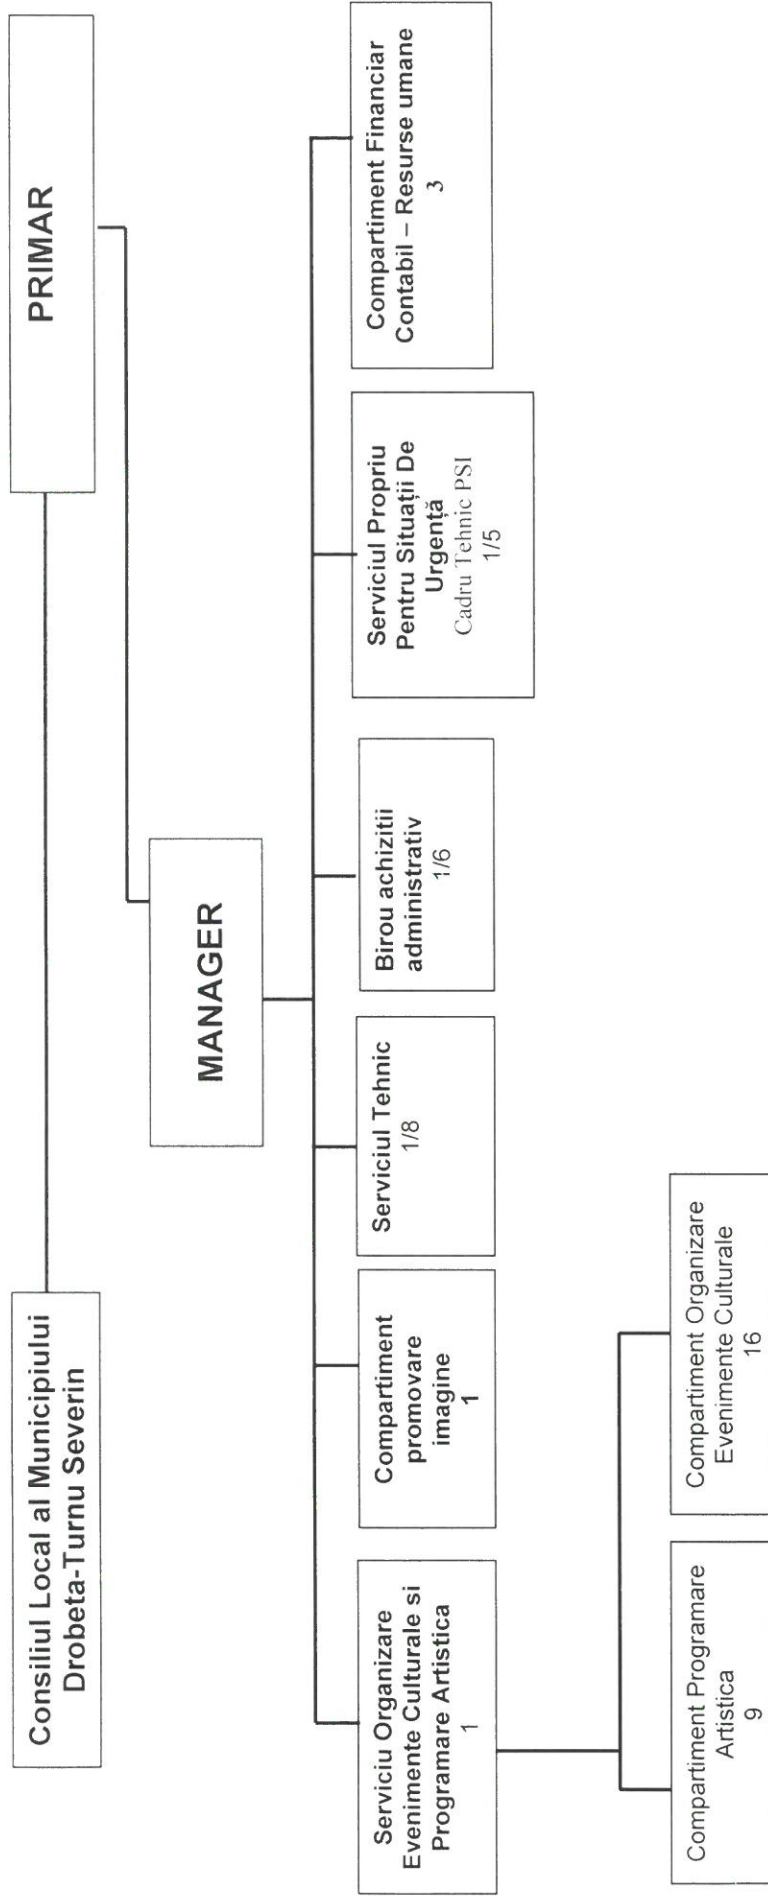 Consiliul Local al Municipiului
Drobeta-Turnu Severin
PRIMAR
MANAGER
Serviciu Organizare
Evenimente Culturale si
Programare Artistica
1
Compartiment
promovare
imagine
1
Serviciul Tehnic
1/8
Birou achizitii
administrativ
1/6
Serviciul Propriu
Pentru Situații De
Urgență
Cadru Tehnic PSI
1/5
Compartiment Financiar
Contabil – Resurse umane
3
Compartiment Programare
Artistica
9
Compartiment Organizare
Evenimente Culturale
16